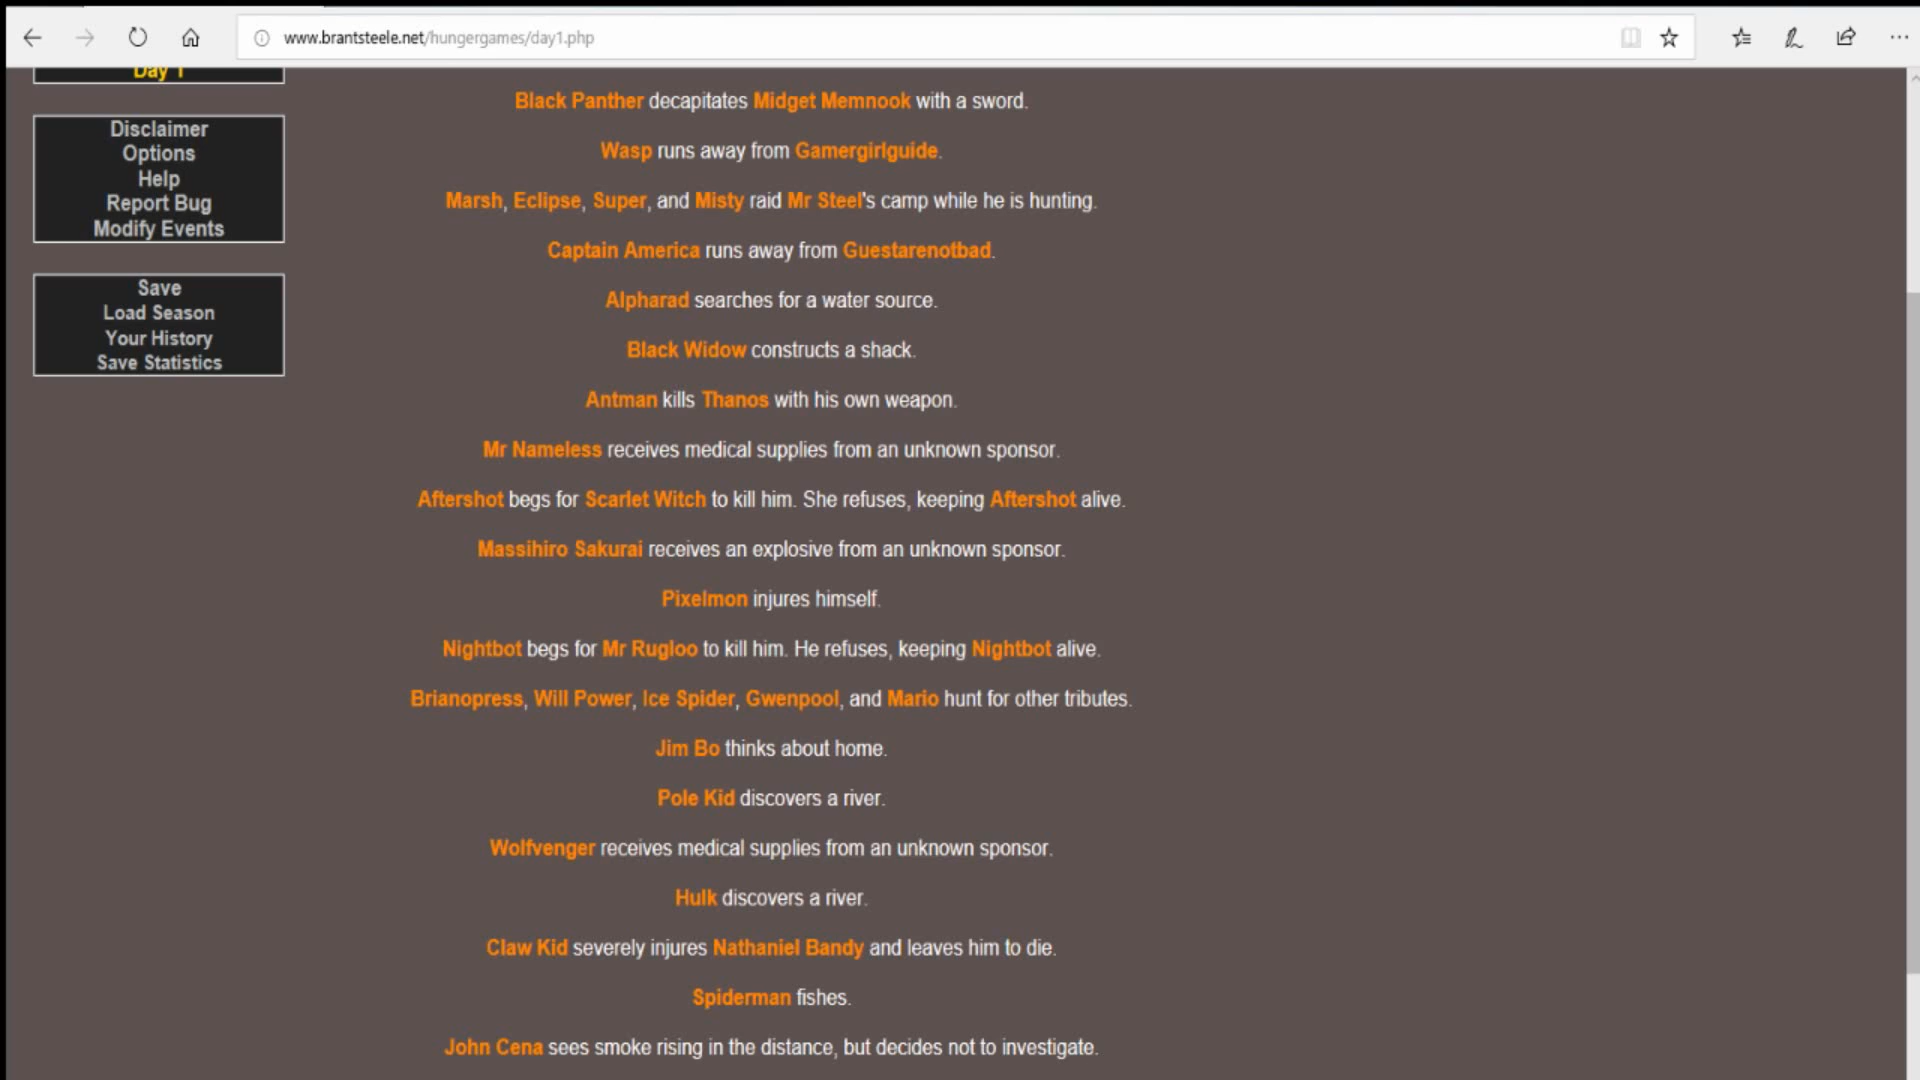 www.brantsteele.net/hungergames/day1.php
Day 1
Disclaimer
Options
Help
Report Bug
Modify Events
Save
Load Season
Your History
Save Statistics
Black Panther decapitates Midget Memnook with a sword.
Wasp runs away from Gamergirlguide.
Marsh, Eclipse, Super, and Misty raid Mr Steel's camp while he is hunting.
Captain America runs away from Guestarenotbad.
Alpharad searches for a water source.
Black Widow constructs a shack.
Antman kills Thanos with his own weapon.
Mr Nameless receives medical supplies from an unknown sponsor.
Aftershot begs for Scarlet Witch to kill him. She refuses, keeping Aftershot alive.
Massihiro Sakurai receives an explosive from an unknown sponsor.
Pixelmon injures himself.
Nightbot begs for Mr Rugloo to kill him. He refuses, keeping Nightbot alive.
Brianopress, Will Power, Ice Spider, Gwenpool, and Mario hunt for other tributes.
Jim Bo thinks about home.
Pole Kid discovers a river.
Wolfvenger receives medical supplies from an unknown sponsor.
Hulk discovers a river.
Claw Kid severely injures Nathaniel Bandy and leaves him to die.
Spiderman fishes.
John Cena sees smoke rising in the distance, but decides not to investigate.